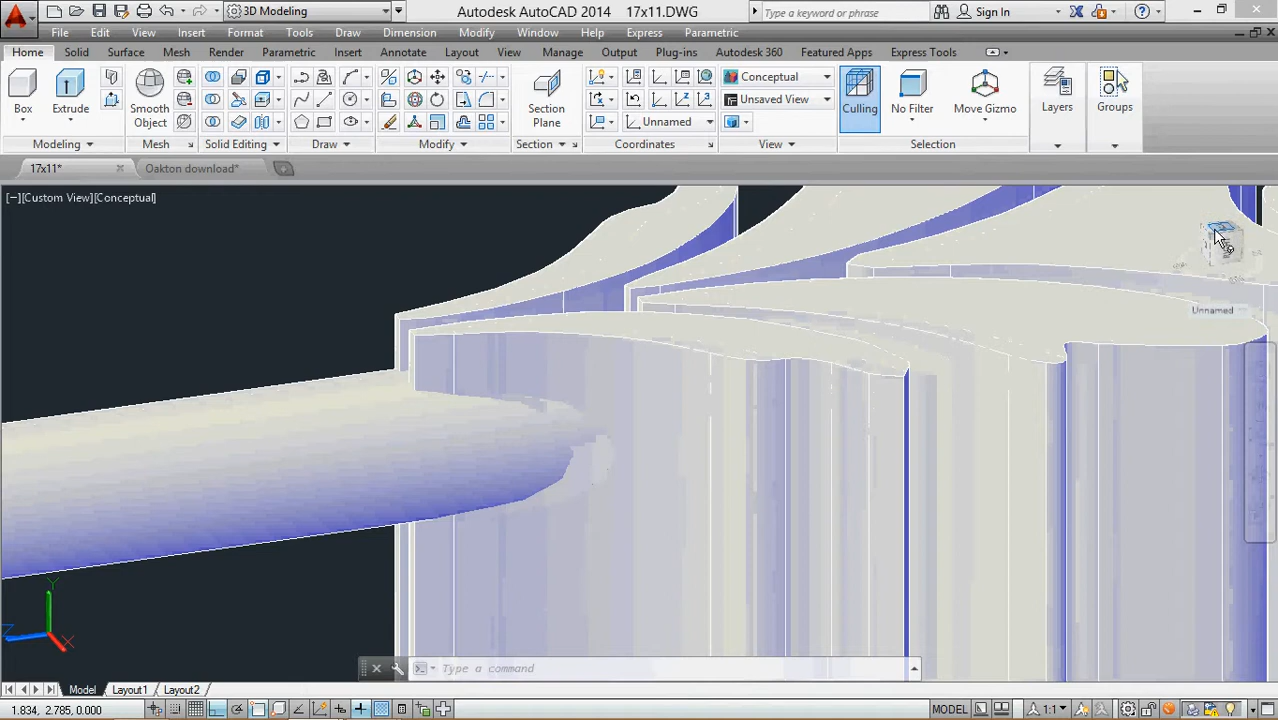 3D Modeling
Autodesk AutoCAD 2014 17x11.DWG
Type a keyword or phrase
Sign In
File Edit View Insert Format Tools Draw Dimension Modify Window Help Express Parametric
Home Solid Surface Mesh Render Parametric Insert Annotate Layout View Manage Output Plug-ins Autodesk 360 Featured Apps Express Tools
Box
Extrude
Smooth
Object
Section
Plane
Conceptual
Unsaved View
Unnamed
Culling
No Filter
Move Gizmo
Layers
Groups
Modeling
Mesh
Solid Editing
Draw
Modify
Section
Coordinates
View
Selection
17x11*
Oakton download*
[−][Custom View][Conceptual]
Unnamed
Y
X
Z
Type a command
Model Layout1 Layout2
1.834, 2.785, 0.000
MODEL
1:1